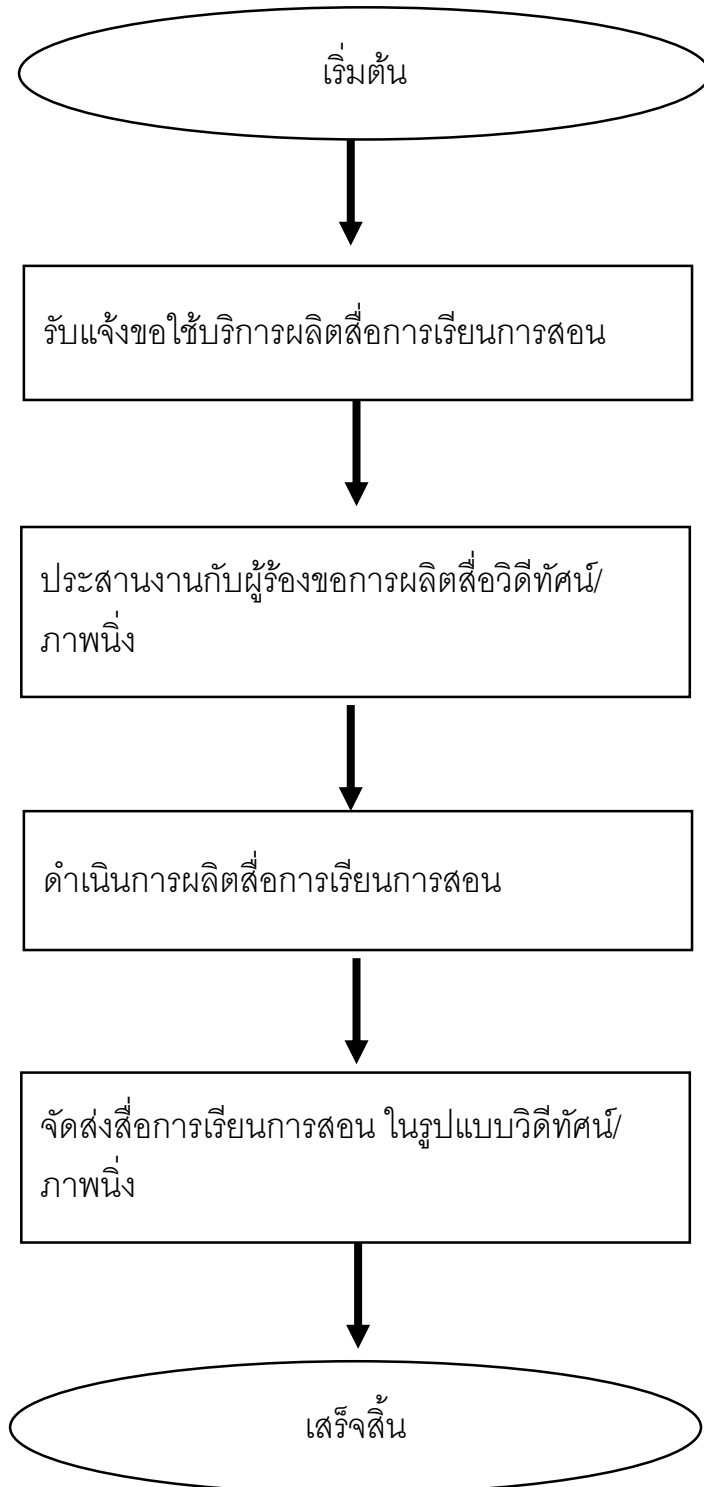 เริ่มต้น
รับแจ้งขอใช้บริการผลิตสื่อการเรียนการสอน
ประสานงานกับผู้ร้องขอการผลิตสื่อวิดีทัศน์/
ภาพนิ่ง
ดำเนินการผลิตสื่อการเรียนการสอน
จัดส่งสื่อการเรียนการสอน ในรูปแบบวิดีทัศน์/
ภาพนิ่ง
เสร็จสิ้น